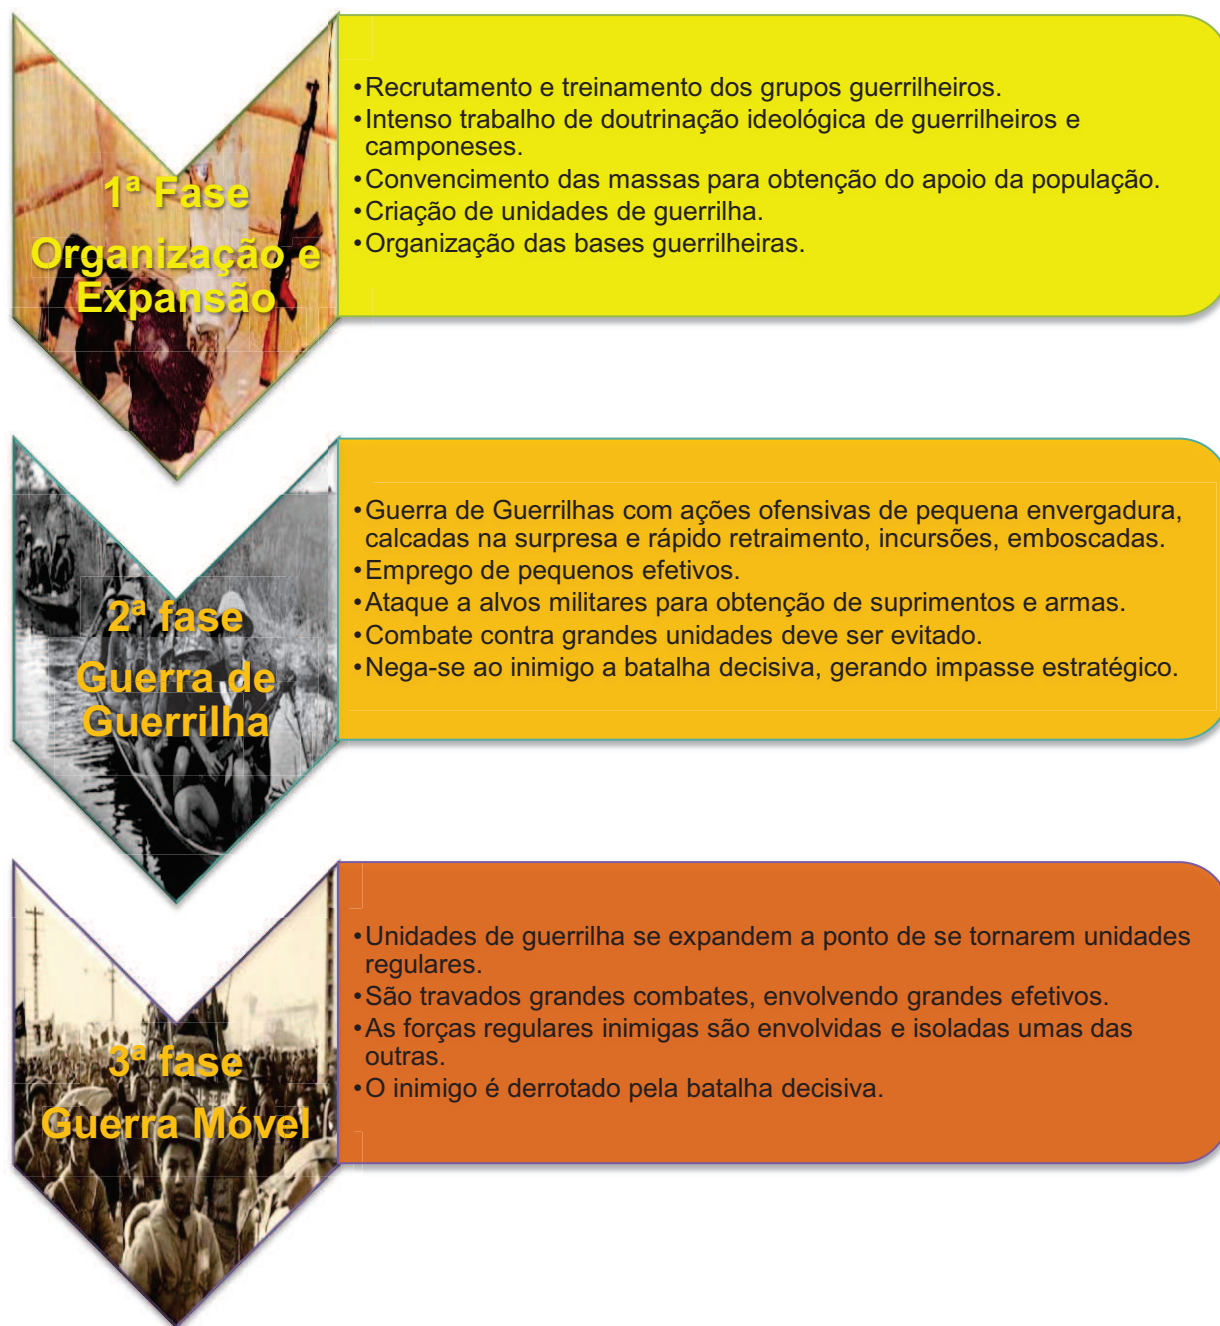 1ª Fase
Organização e
Expansão
•Recrutamento e treinamento dos grupos guerrilheiros.
•Intenso trabalho de doutrinação ideológica de guerrilheiros e
camponeses.
•Convencimento das massas para obtenção do apoio da população.
•Criação de unidades de guerrilha.
•Organização das bases guerrilheiras.
2ª fase
Guerra de
Guerrilha
•Guerra de Guerrilhas com ações ofensivas de pequena envergadura,
calcadas na surpresa e rápido retraimento, incursões, emboscadas.
•Emprego de pequenos efetivos.
•Ataque a alvos militares para obtenção de suprimentos e armas.
•Combate contra grandes unidades deve ser evitado.
•Nega-se ao inimigo a batalha decisiva, gerando impasse estratégico.
3ª fase
Guerra Móvel
•Unidades de guerrilha se expandem a ponto de se tornarem unidades
regulares.
•São travados grandes combates, envolvendo grandes efetivos.
•As forças regulares inimigas são envolvidas e isoladas umas das
outras.
•O inimigo é derrotado pela batalha decisiva.